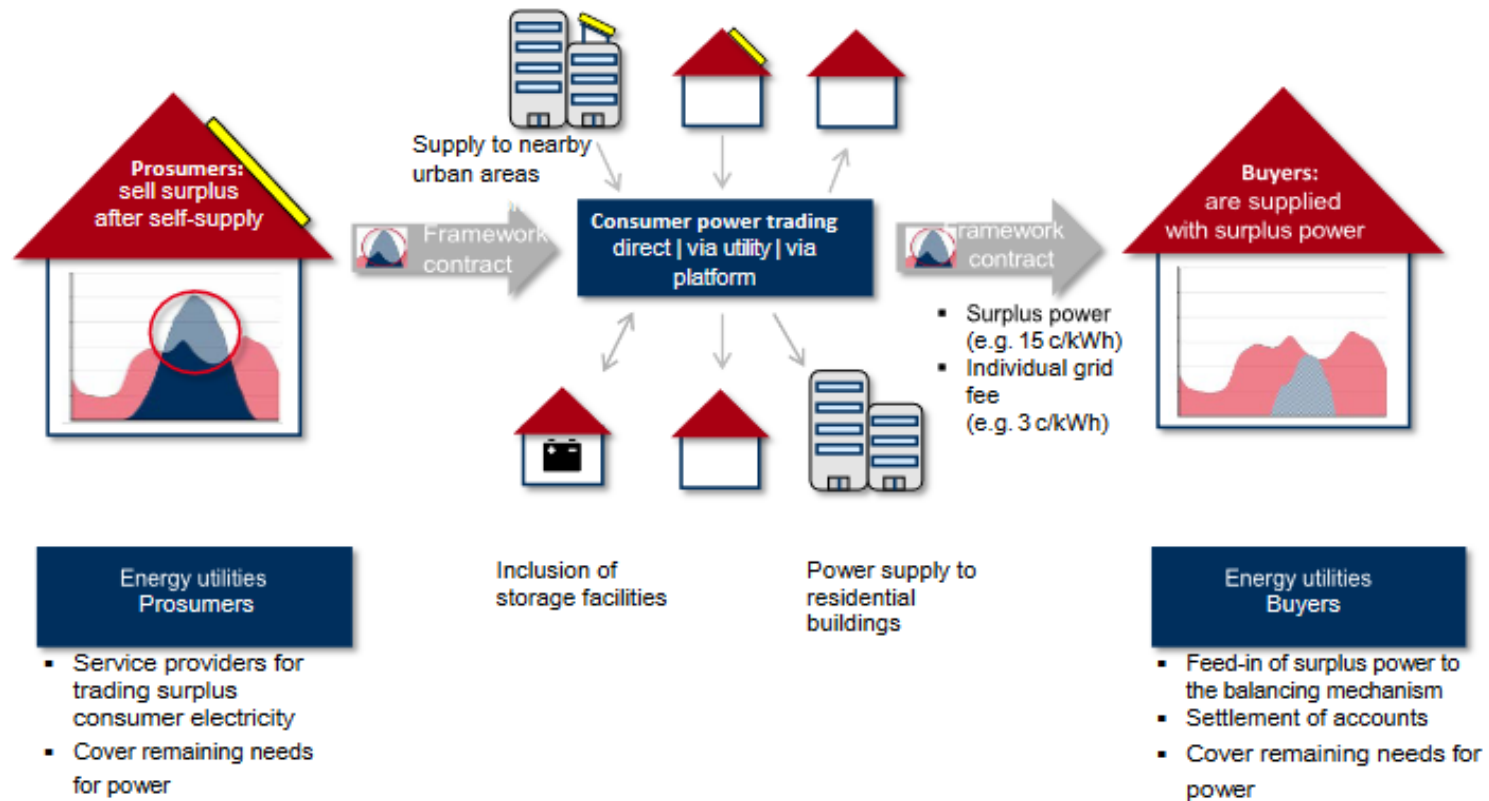 Supply to nearby
urban areas
Prosumers:
sell surplus
after self-supply
Framework
contract
Consumer power trading
direct | via utility | via
platform
Framework
contract
Buyers:
are supplied
with surplus power
▪ Surplus power
(e.g. 15 c/kWh)
▪ Individual grid
fee
(e.g. 3 c/kWh)
Inclusion of
storage facilities
Power supply to
residential
buildings
Energy utilities
Prosumers
▪ Service providers for
trading surplus
consumer electricity
▪ Cover remaining needs
for power
Energy utilities
Buyers
▪ Feed-in of surplus power to
the balancing mechanism
▪ Settlement of accounts
▪ Cover remaining needs for
power